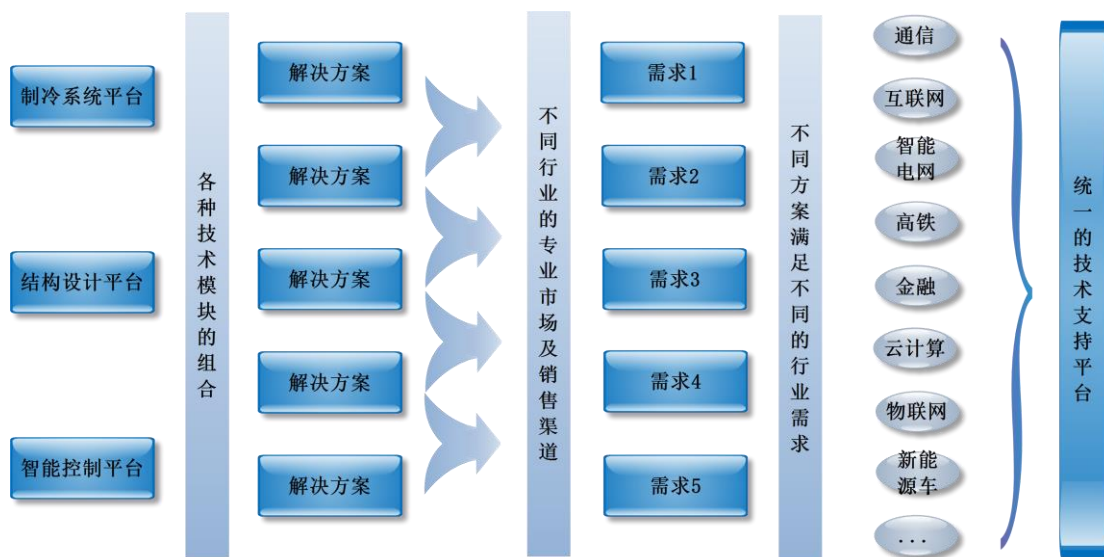 制冷系统平台
结构设计平台
智能控制平台
各种技术模块的组合
解决方案
解决方案
解决方案
解决方案
解决方案
不同行业的专业市场及销售渠道
需求1
需求2
需求3
需求4
需求5
不同方案满足不同的行业需求
通信
互联网
智能
电网
高铁
金融
云计算
物联网
新能
源车
...
统一的技术支持平台